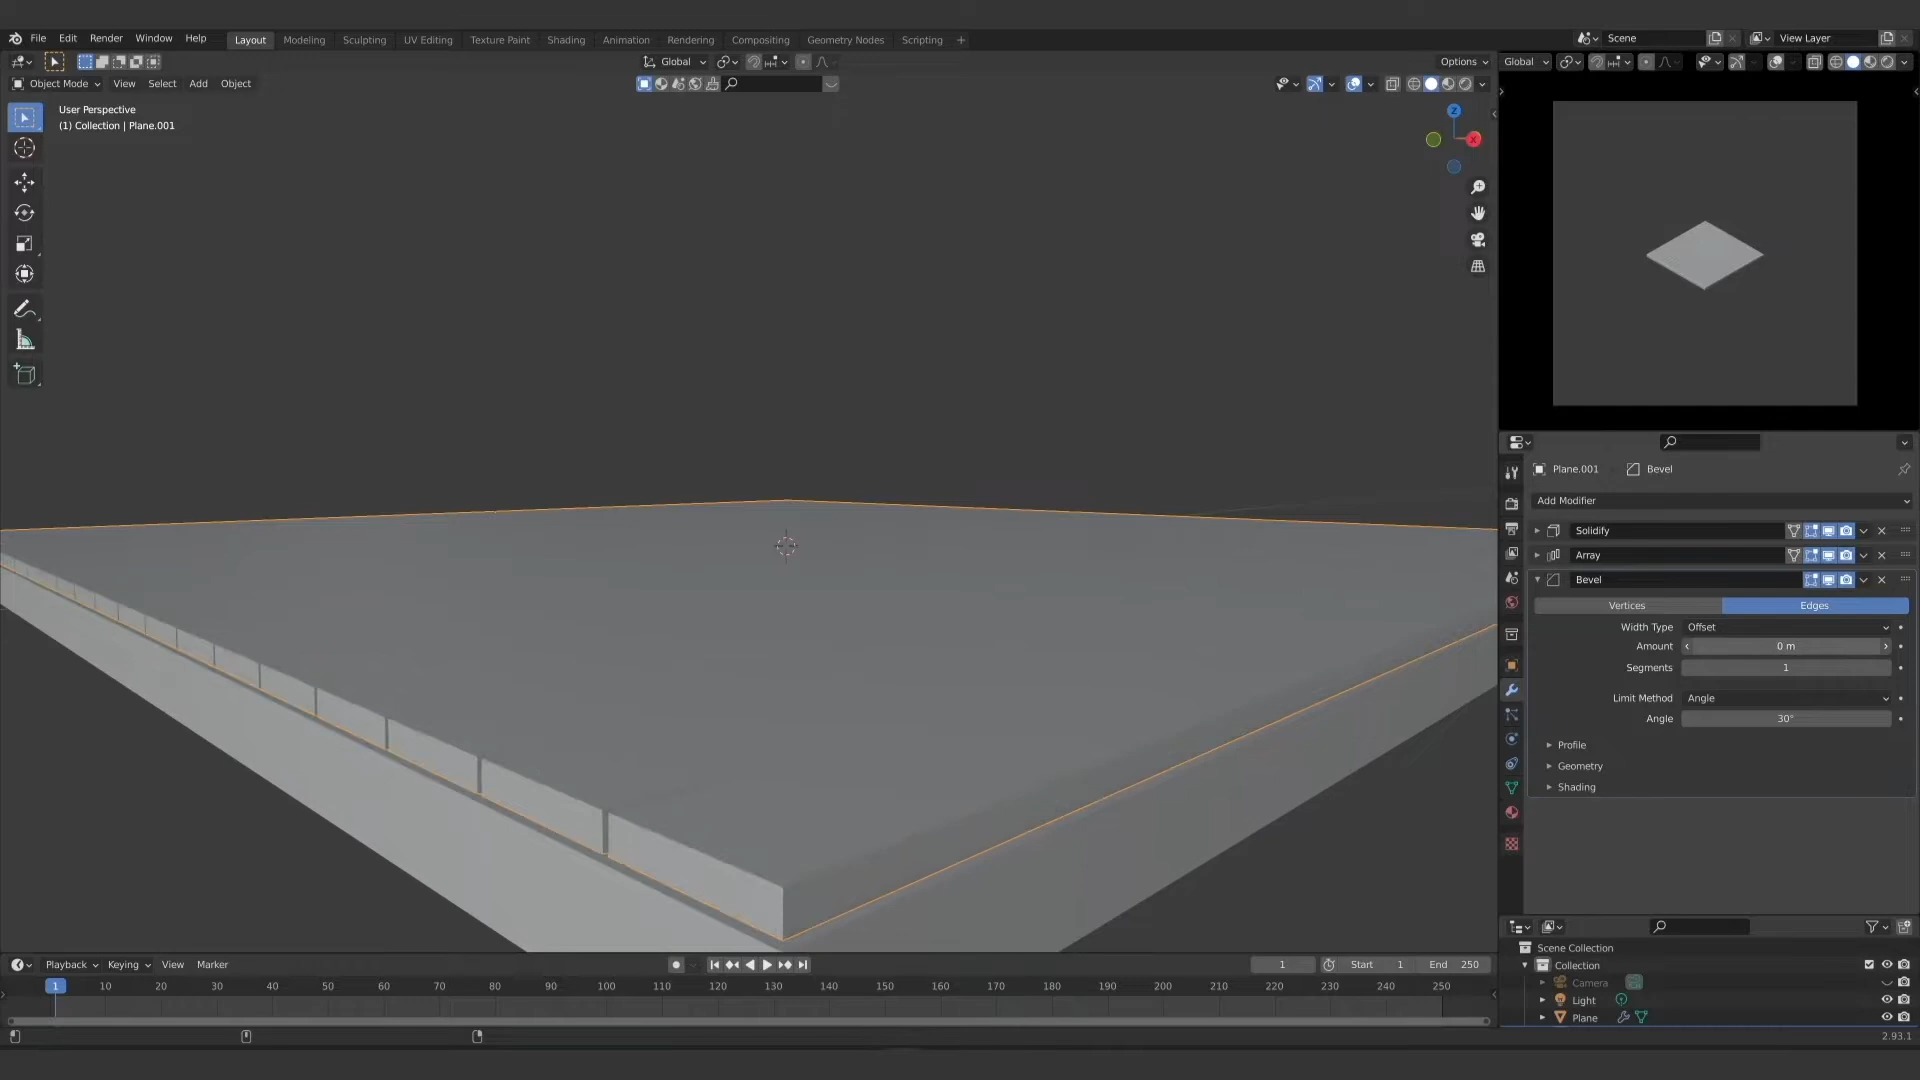 File Edit Render Window Help Layout Modeling Sculpting UV Editing Texture Paint Shading Animation Rendering Compositing Geometry Nodes Scripting + Scene View Layer
Global Options Global
Object Mode View Select Add Object
User Perspective
(1) Collection | Plane.001
Z
X
Plane.001 Bevel
Add Modifier
Solidify
Array
Bevel
Vertices Edges
Width Type Offset
Amount 0 m
Segments 1
Limit Method Angle
Angle 30°
Profile
Geometry
Shading
Scene Collection
Collection
Camera
Light
Plane
Playback Keying View Marker 1 Start 1 End 250
1 10 20 30 40 50 60 70 80 90 100 110 120 130 140 150 160 170 180 190 200 210 220 230 240 250
2.93.1